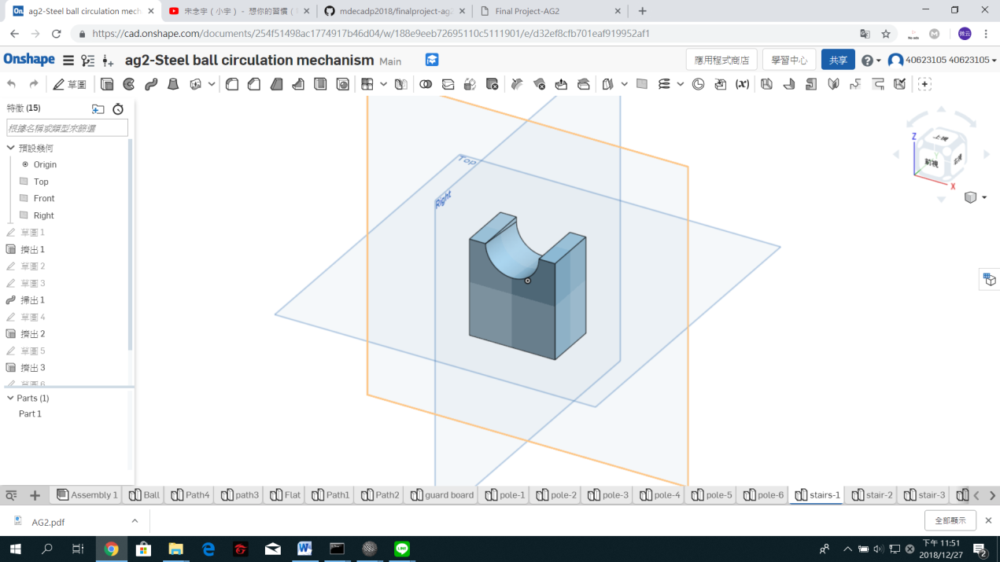 ag2-Steel ball circulation mech
宋念宇 ( 小宇 ) - 想你的習慣
mdecadp2018/finalproject-ag2
Final Project-AG2
https://cad.onshape.com/documents/254f51498ac1774917b46d04/w/188e9eeb72695110c5111901/e/d32ef8cfb701eaf919952af1
Onshape
ag2-Steel ball circulation mechanism Main
應用程式商店
學習中心
共享
40623105 40623105
草圖
(x)
特徵 (15)
根據名稱或類型來篩選
預設幾何
Origin
Top
Front
Right
草圖 1
擠出 1
草圖 2
草圖 3
掃出 1
草圖 4
擠出 2
草圖 5
擠出 3
草圖 6
Parts (1)
Part 1
Top
Right
Z
上視
前視
右視
X
Assembly 1
Ball
Path4
path3
Flat
Path1
Path2
guard board
pole-1
pole-2
pole-3
pole-4
pole-5
pole-6
stairs-1
stair-2
stair-3
AG2.pdf
全部顯示
下午 11:51
2018/12/27
2